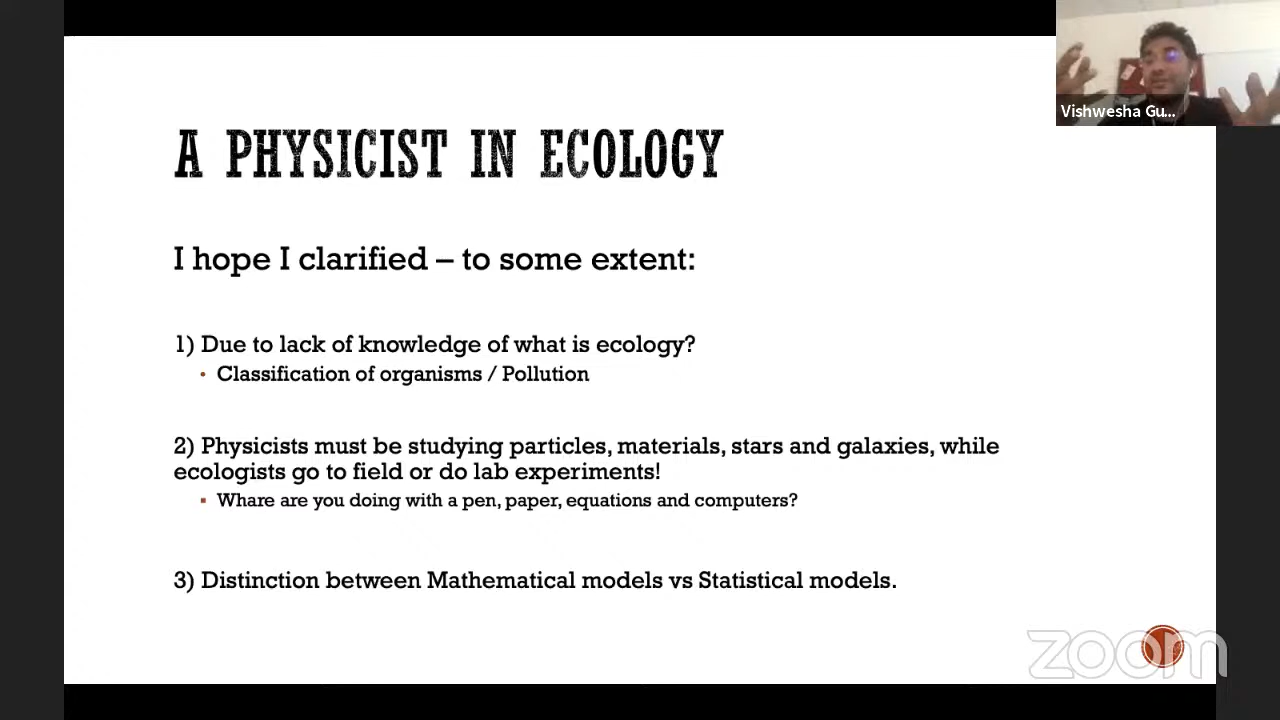 A PHYSICIST IN ECOLOGY
Vishwesha Gu...
I hope I clarified – to some extent:
1) Due to lack of knowledge of what is ecology?
• Classification of organisms / Pollution
2) Physicists must be studying particles, materials, stars and galaxies, while
ecologists go to field or do lab experiments!
▪ Whare are you doing with a pen, paper, equations and computers?
3) Distinction between Mathematical models vs Statistical models.
zoom